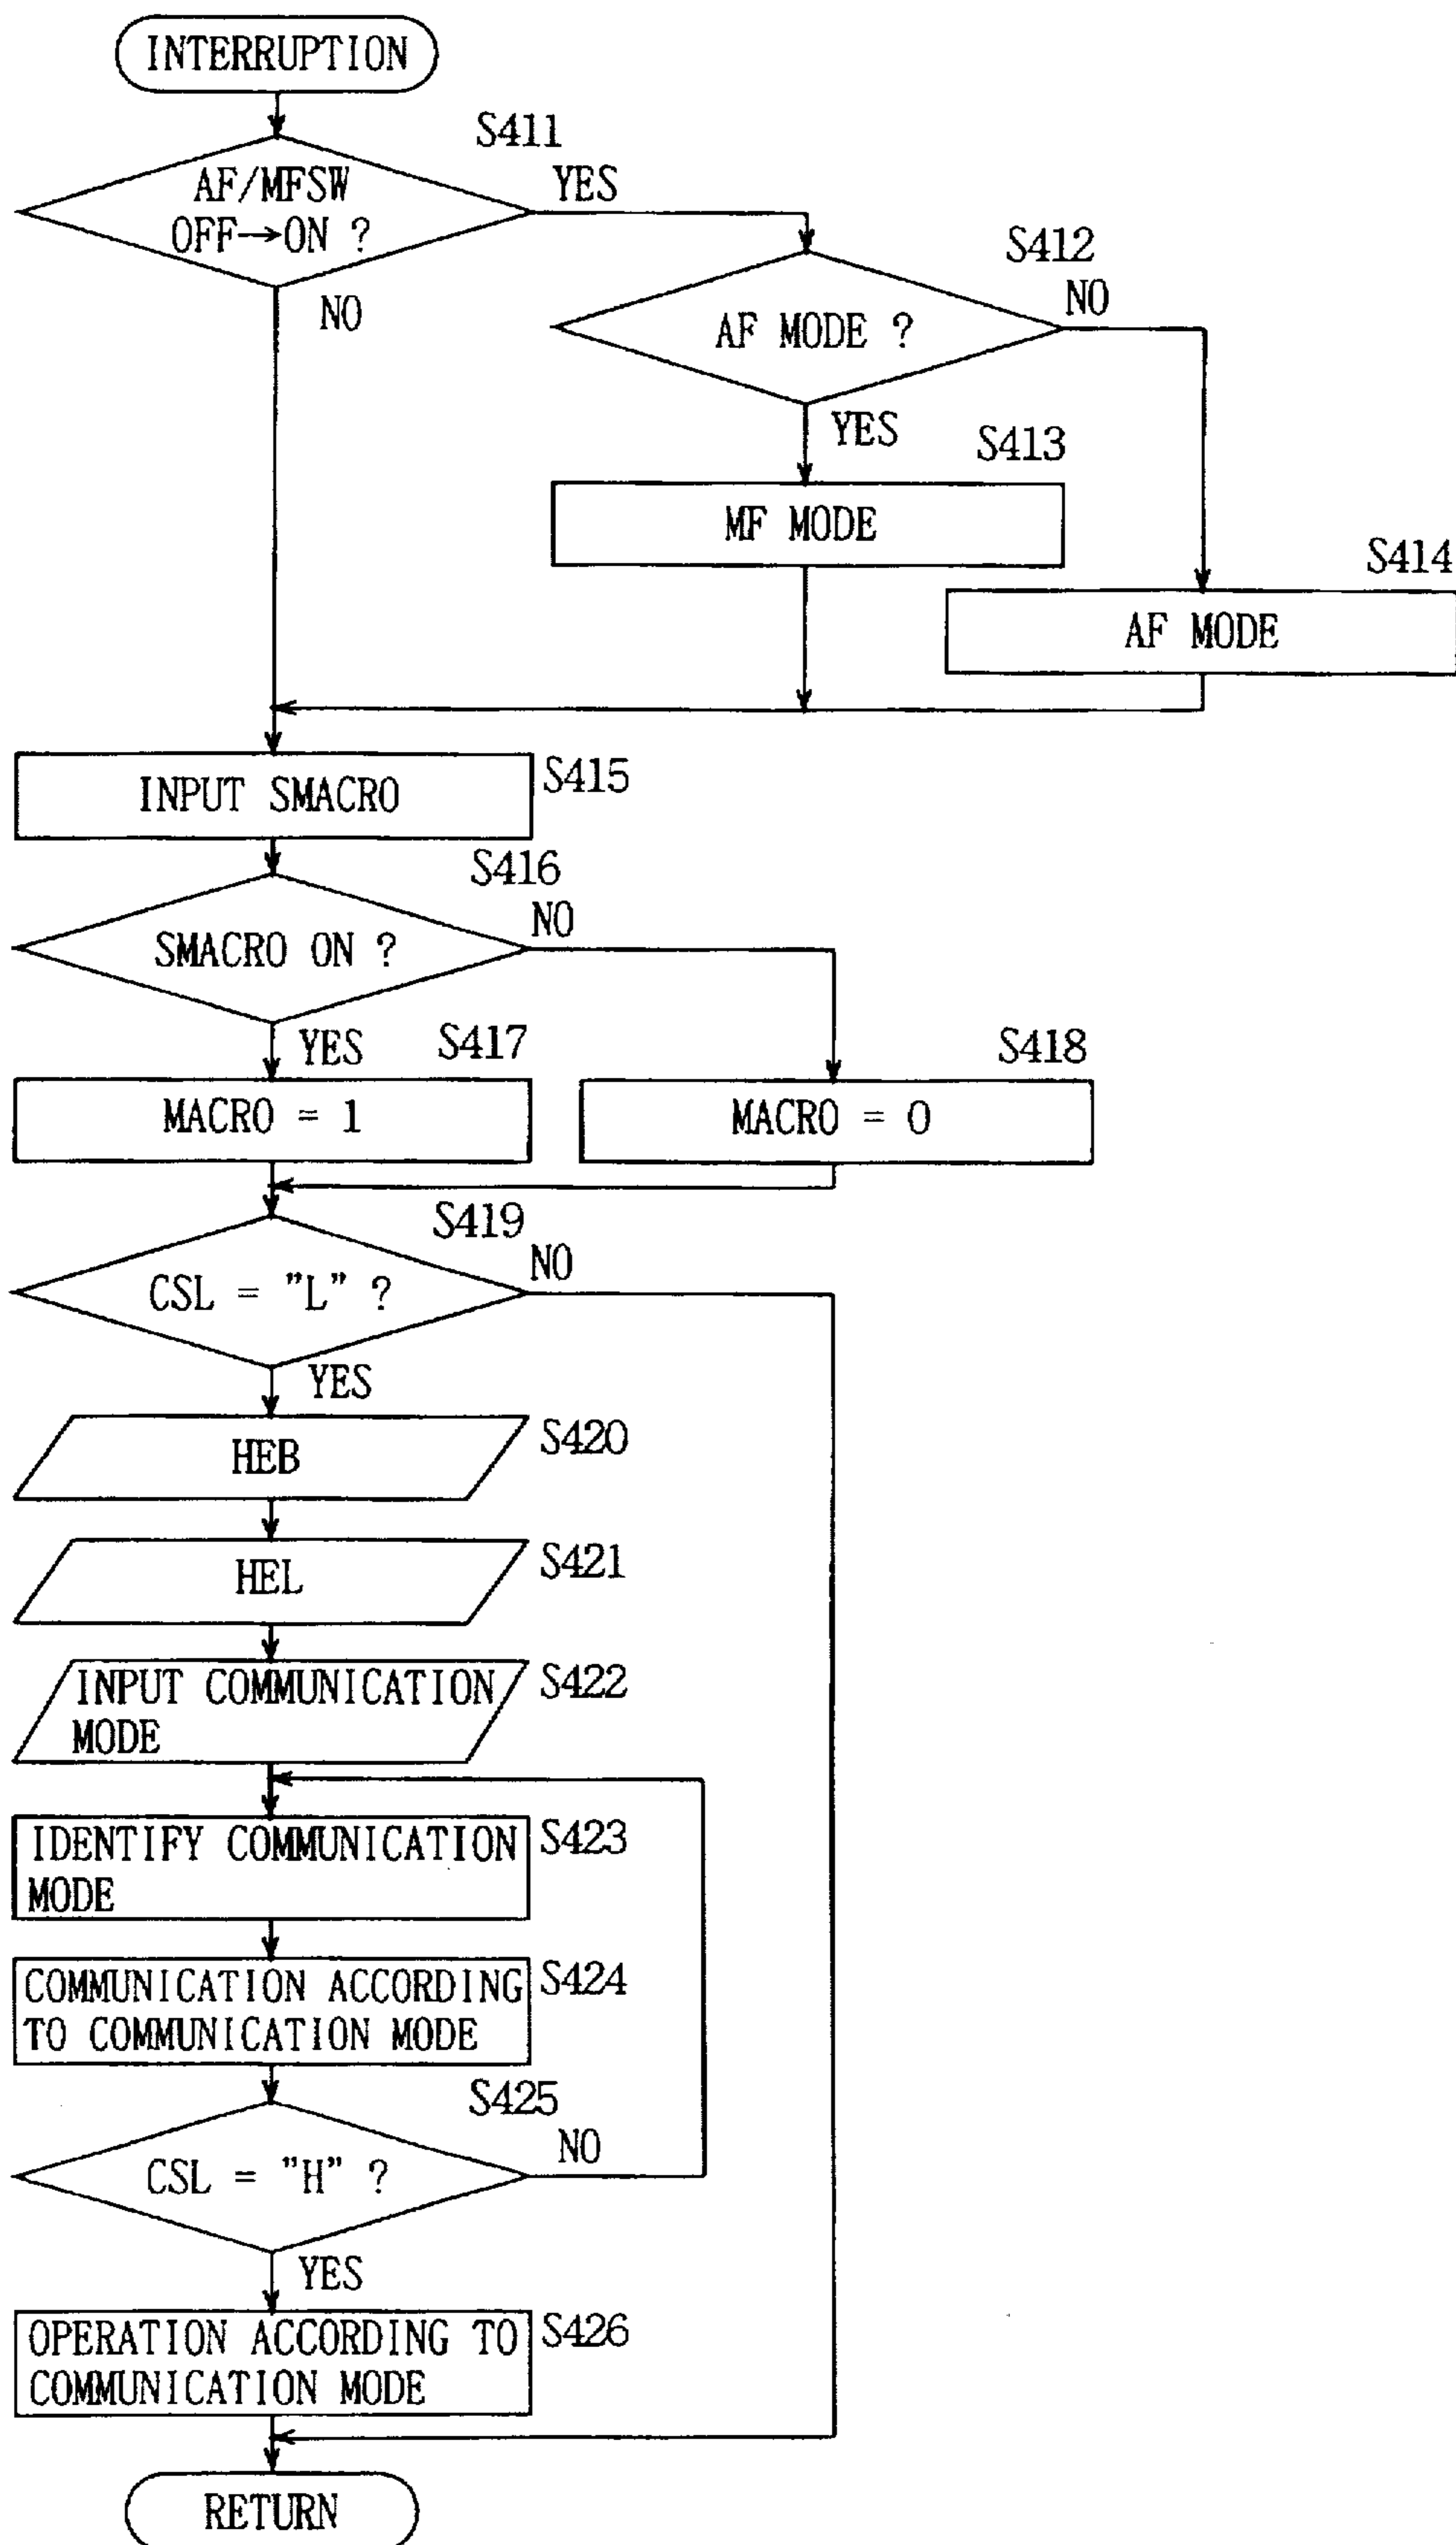 INTERRUPTION
S411
AF/MFSW
OFF→ON ?
YES
NO
S412
AF MODE ?
NO
YES
S413
MF MODE
S414
AF MODE
INPUT SMACRO
S415
S416
SMACRO ON ?
NO
YES
S417
MACRO = 1
S418
MACRO = 0
S419
CSL = "L" ?
NO
YES
HEB
S420
HEL
S421
INPUT COMMUNICATION
MODE
S422
IDENTIFY COMMUNICATION
MODE
S423
COMMUNICATION ACCORDING
TO COMMUNICATION MODE
S424
S425
CSL = "H" ?
NO
YES
OPERATION ACCORDING TO
COMMUNICATION MODE
S426
RETURN